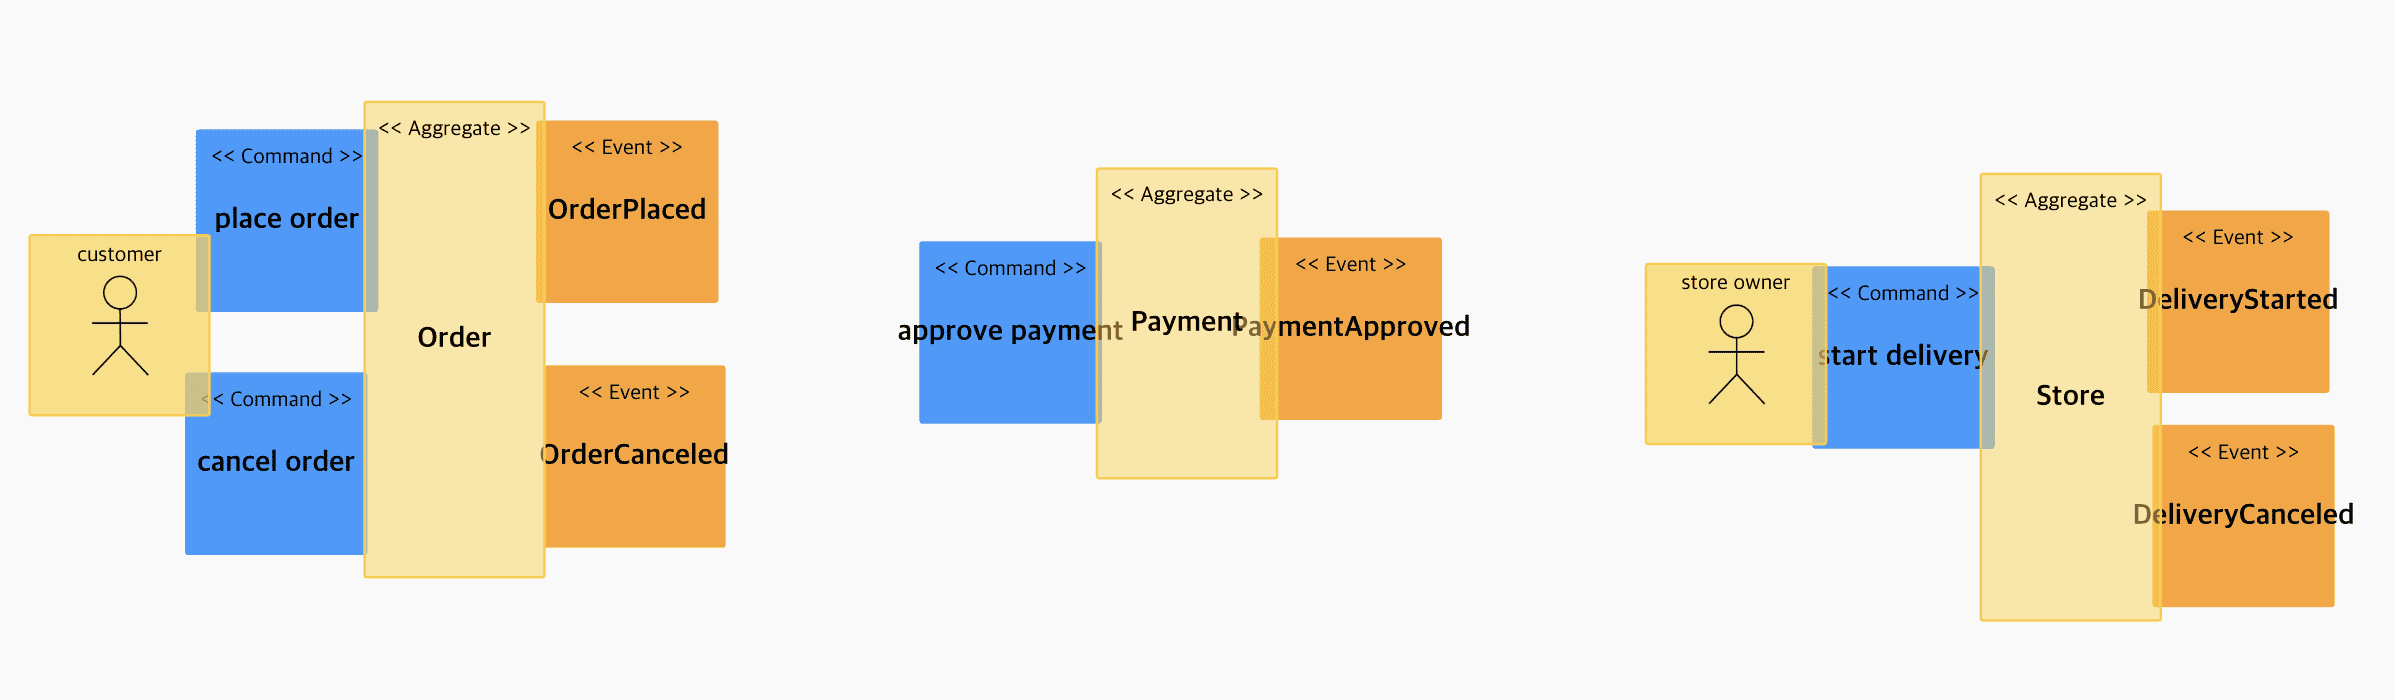 customer
<< Command >>
place order
<< Command >>
cancel order
<< Aggregate >>
Order
<< Event >>
OrderPlaced
<< Event >>
OrderCanceled
<< Command >>
approve payment
<< Aggregate >>
Payment
<< Event >>
PaymentApproved
store owner
<< Command >>
start delivery
<< Aggregate >>
Store
<< Event >>
DeliveryStarted
<< Event >>
DeliveryCanceled